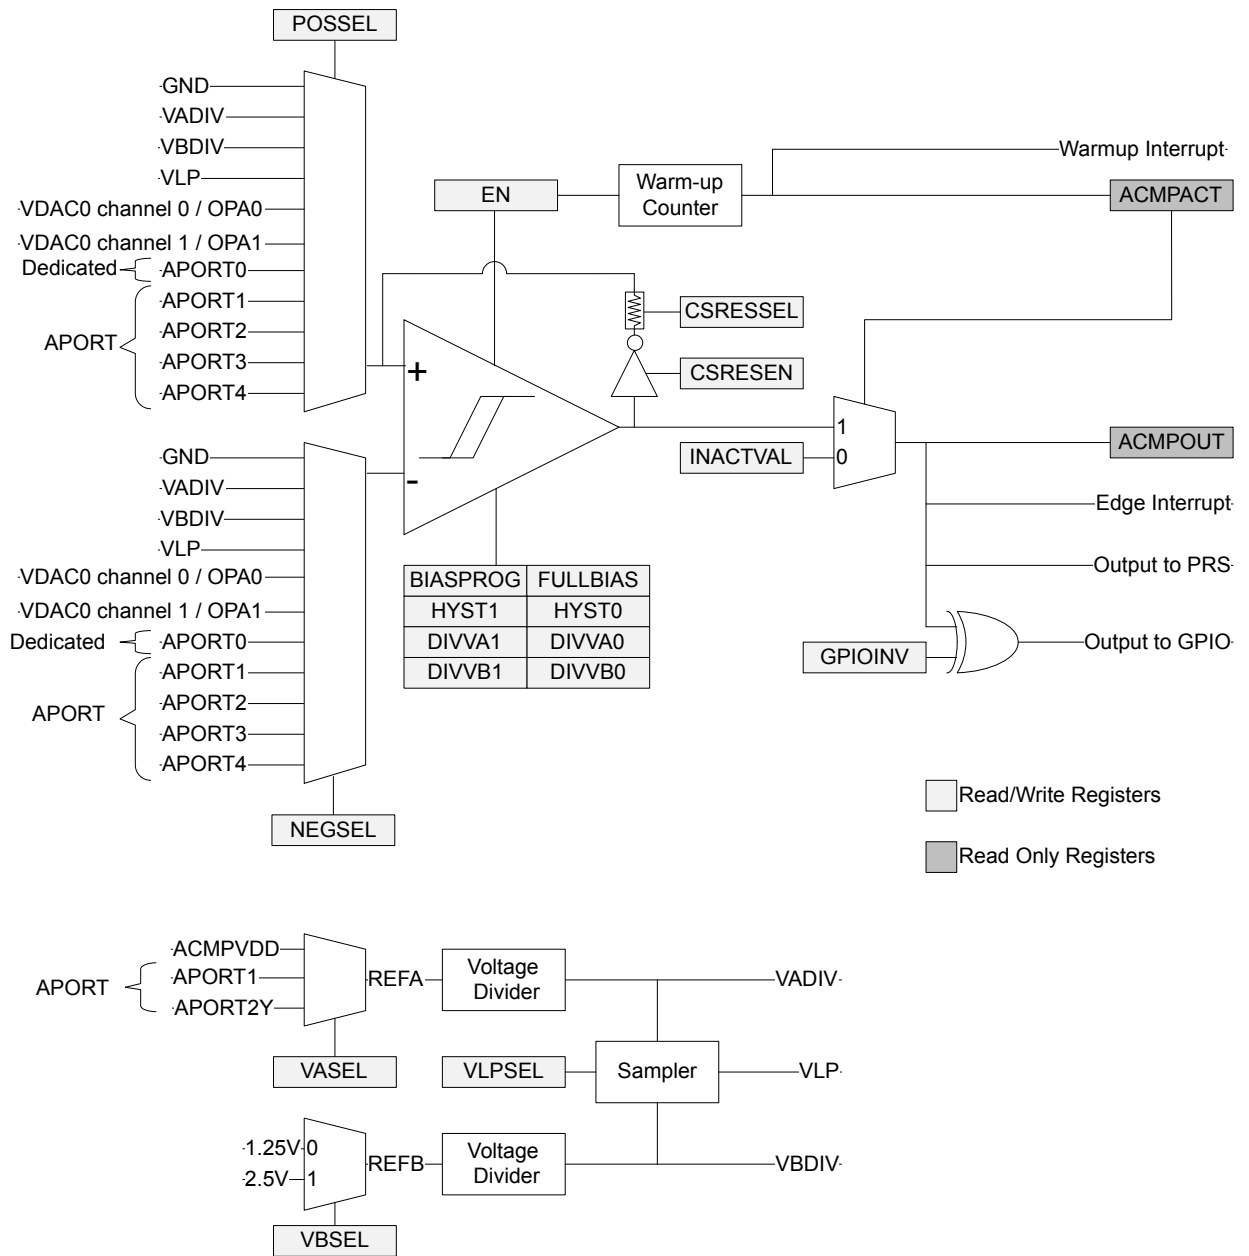 POSSEL
GND
VADIV
VBDIV
VLP
VDAC0 channel 0 / OPA0
VDAC0 channel 1 / OPA1
Dedicated
APORT0
APORT1
APORT2
APORT
APORT3
APORT4
+
EN
Warm-up
Counter
Warmup Interrupt
ACMPACT
CSRESSEL
CSRESEN
1
INACTVAL
0
ACMPOUT
Edge Interrupt
Output to PRS
GPIOINV
Output to GPIO
GND
VADIV
VBDIV
VLP
VDAC0 channel 0 / OPA0
VDAC0 channel 1 / OPA1
Dedicated
APORT0
APORT1
APORT2
APORT
APORT3
APORT4
-
NEGSEL
BIASPROG FULLBIAS
HYST1 HYST0
DIVVA1 DIVVA0
DIVVB1 DIVVB0
Read/Write Registers
Read Only Registers
ACMPVDD
APORT
APORT1
APORT2Y
REFA
Voltage
Divider
VADIV
VASEL
VLPSEL
Sampler
VLP
1.25V 0
2.5V 1
REFB
Voltage
Divider
VBDIV
VBSEL